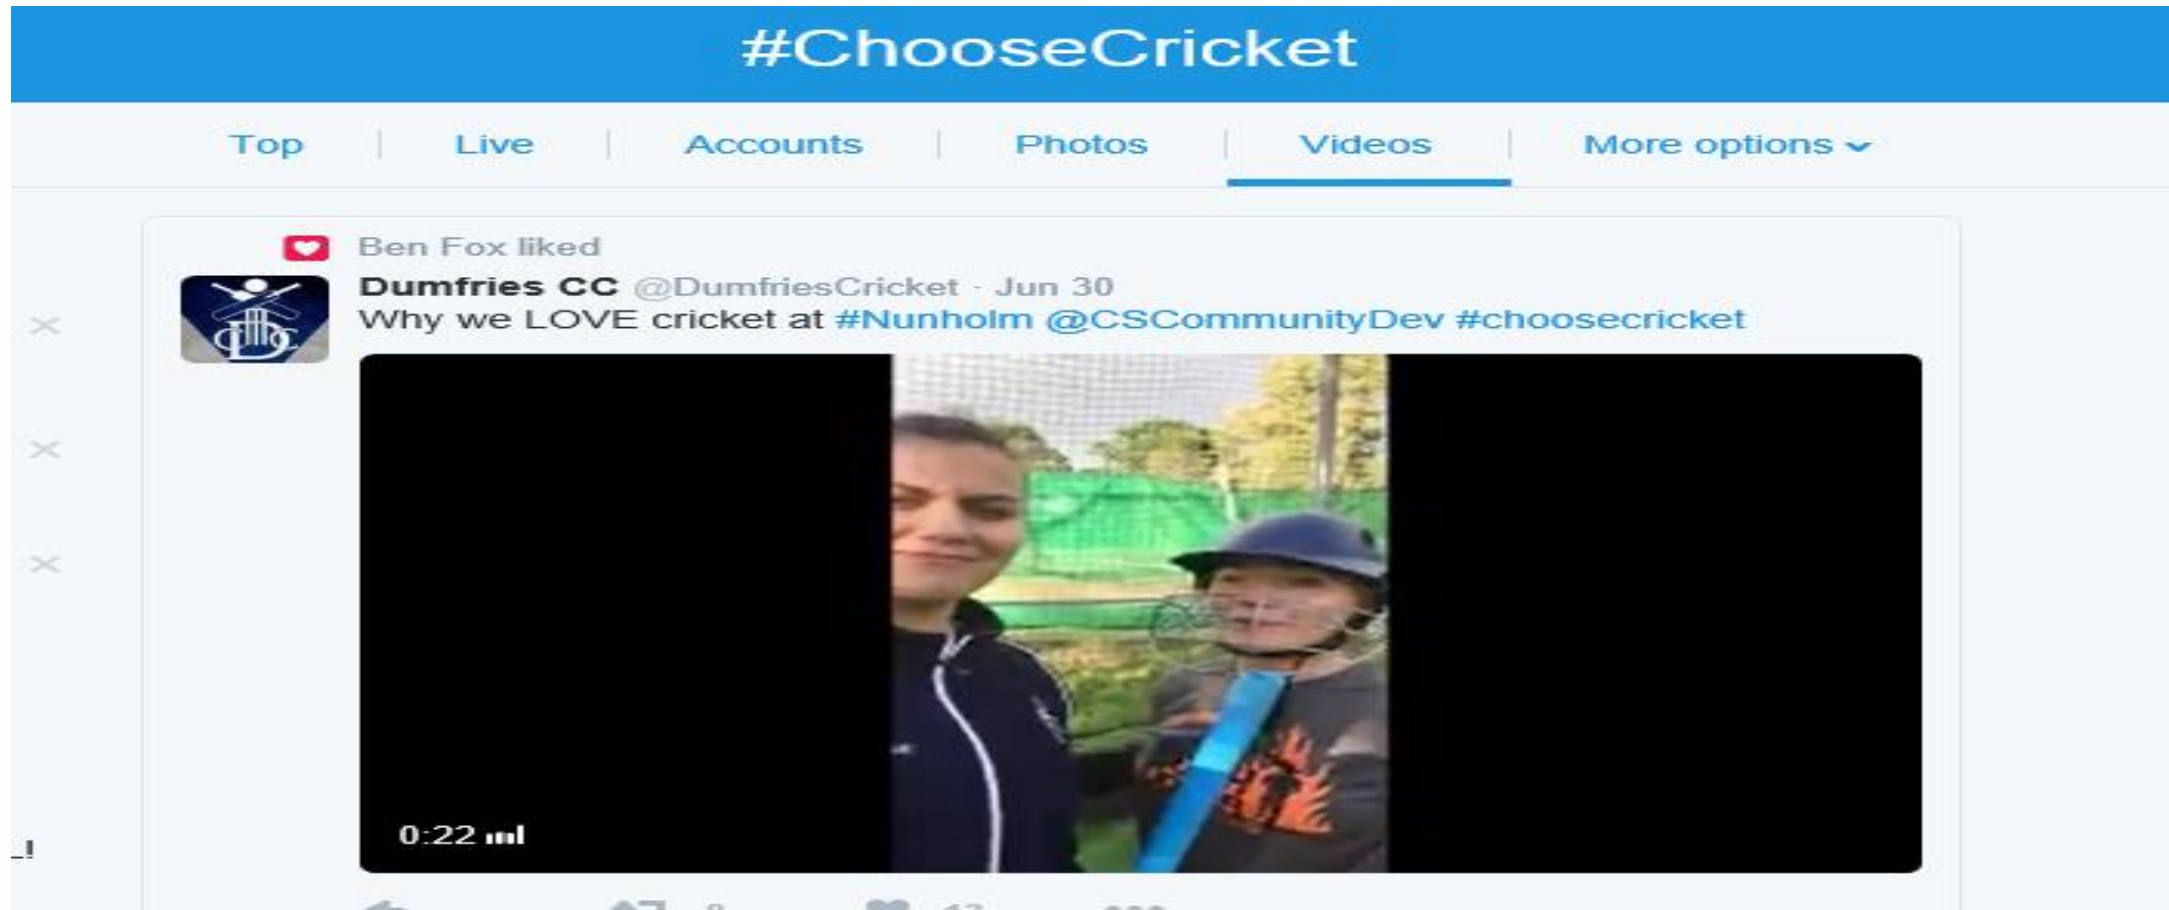 #ChooseCricket
Top Live Accounts Photos Videos More options
Ben Fox liked
Dumfries CC @DumfriesCricket · Jun 30
Why we LOVE cricket at #Nunholm @CSCommunityDev #choosecricket
0:22